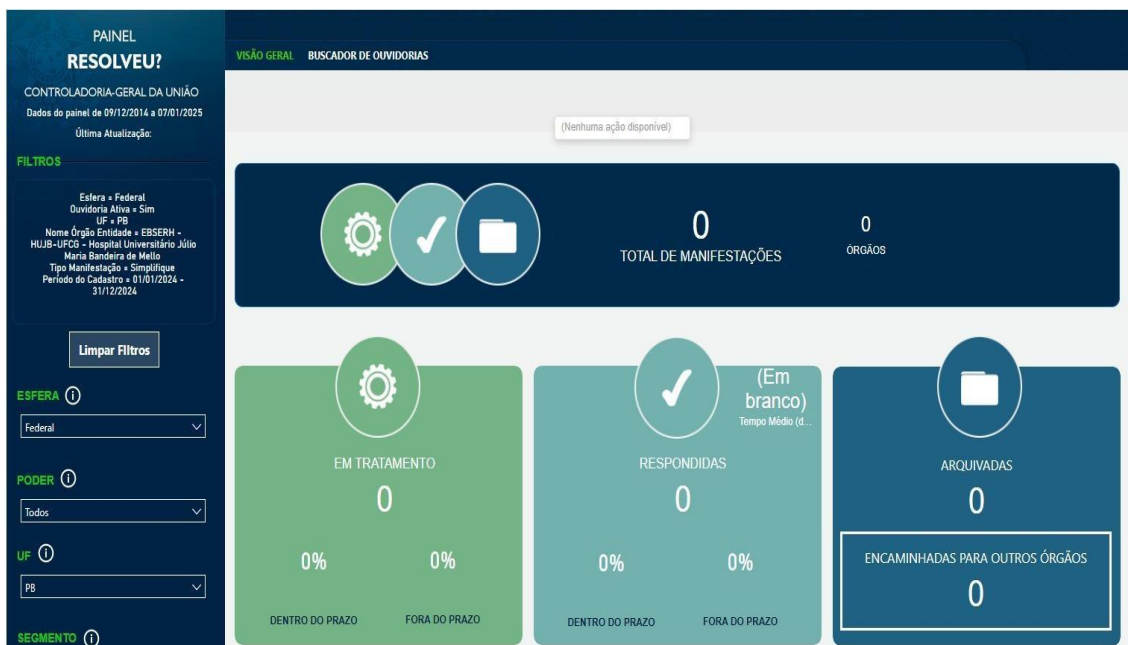 PAINEL
RESOLVEU?
CONTROLADORIA-GERAL DA UNIÃO
Dados do painel de 09/12/2014 a 07/01/2025
Última Atualização:
FILTROS
Esfera = Federal
Ouvidoria Ativa = Sim
UF = PB
Nome Órgão Entidade = EBSERH -
HUJB-UFCG - Hospital Universitário Júlio
Maria Bandeira de Mello
Tipo Manifestação = Simplifique
Período do Cadastro = 01/01/2024 -
31/12/2024
Limpar FIltros
ESFERA
Federal
PODER
Todos
UF
PB
SEGMENTO
VISÃO GERAL BUSCADOR DE OUVIDORIAS
(Nenhuma ação disponível)
0
TOTAL DE MANIFESTAÇÕES
0
ÓRGÃOS
EM TRATAMENTO
0
0% 0%
DENTRO DO PRAZO FORA DO PRAZO
(Em
branco)
Tempo Médio (d...
RESPONDIDAS
0
0% 0%
DENTRO DO PRAZO FORA DO PRAZO
ARQUIVADAS
0
ENCAMINHADAS PARA OUTROS ÓRGÃOS
0